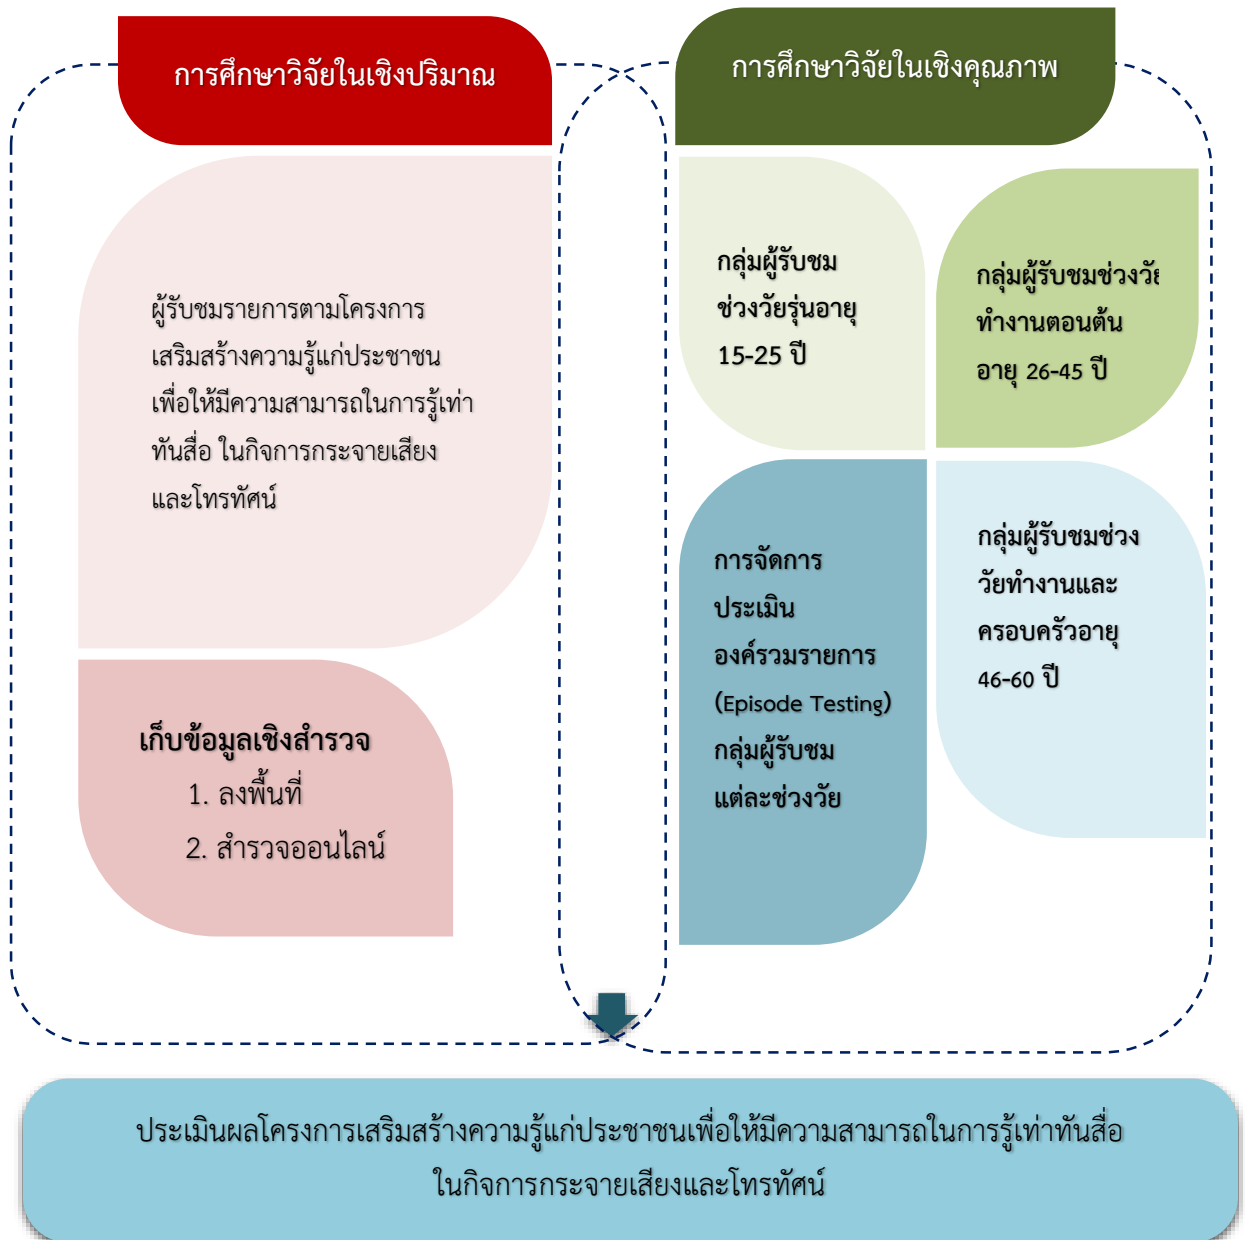 การศึกษาวิจัยในเชิงปริมาณ
ผู้รับชมรายการตามโครงการ
เสริมสร้างความรู้แก่ประชาชน
เพื่อให้มีความสามารถในการรู้เท่า
ทันสื่อ ในกิจการกระจายเสียง
และโทรทัศน์
เก็บข้อมูลเชิงสำรวจ
1. ลงพื้นที่
2. สำรวจออนไลน์
การศึกษาวิจัยในเชิงคุณภาพ
กลุ่มผู้รับชม
ช่วงวัยรุ่นอายุ
15-25 ปี
กลุ่มผู้รับชมช่วงวัย
ทำงานตอนต้น
อายุ 26-45 ปี
การจัดการ
ประเมิน
องค์รวมรายการ
(Episode Testing)
กลุ่มผู้รับชม
แต่ละช่วงวัย
กลุ่มผู้รับชมช่วง
วัยทำงานและ
ครอบครัวอายุ
46-60 ปี
ประเมินผลโครงการเสริมสร้างความรู้แก่ประชาชนเพื่อให้มีความสามารถในการรู้เท่าทันสื่อ
ในกิจการกระจายเสียงและโทรทัศน์